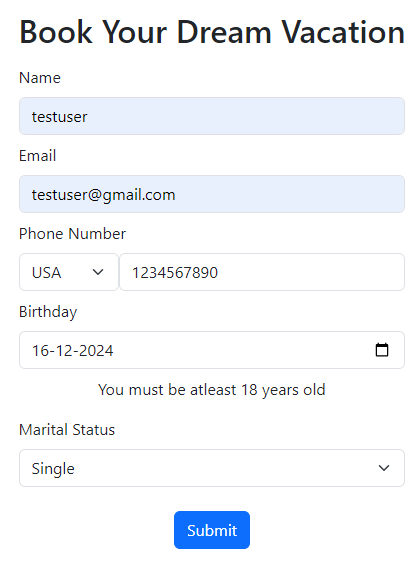 Book Your Dream Vacation
Name
testuser
Email
testuser@gmail.com
Phone Number
USA 1234567890
Birthday
16-12-2024
You must be atleast 18 years old
Marital Status
Single
Submit